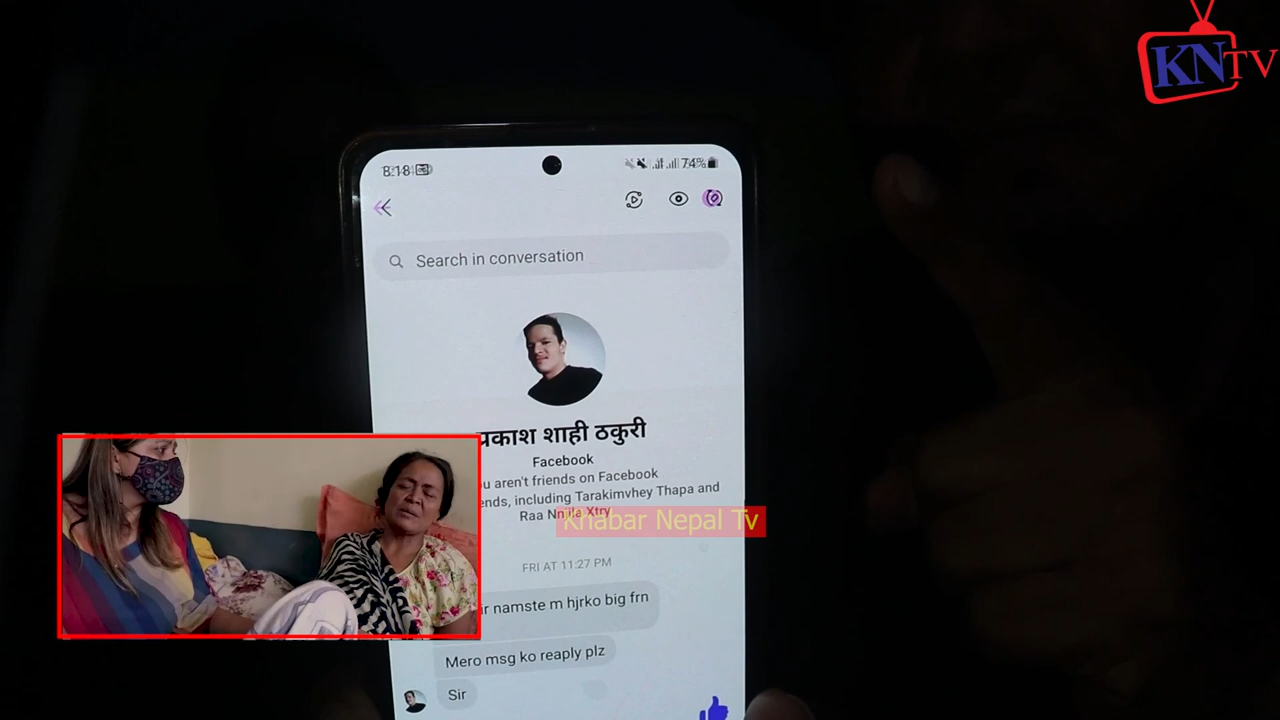 KNTV
8:18
74%
Search in conversation
प्रकाश शाही ठकुरी
Facebook
u aren't friends on Facebook
ends, including Tarakimvhey Thapa and
Raa Xtry
Khabar Nepal Tv
FRI AT 11:27 PM
ir namste m hjrko big frn
Mero msg ko reaply plz
Sir